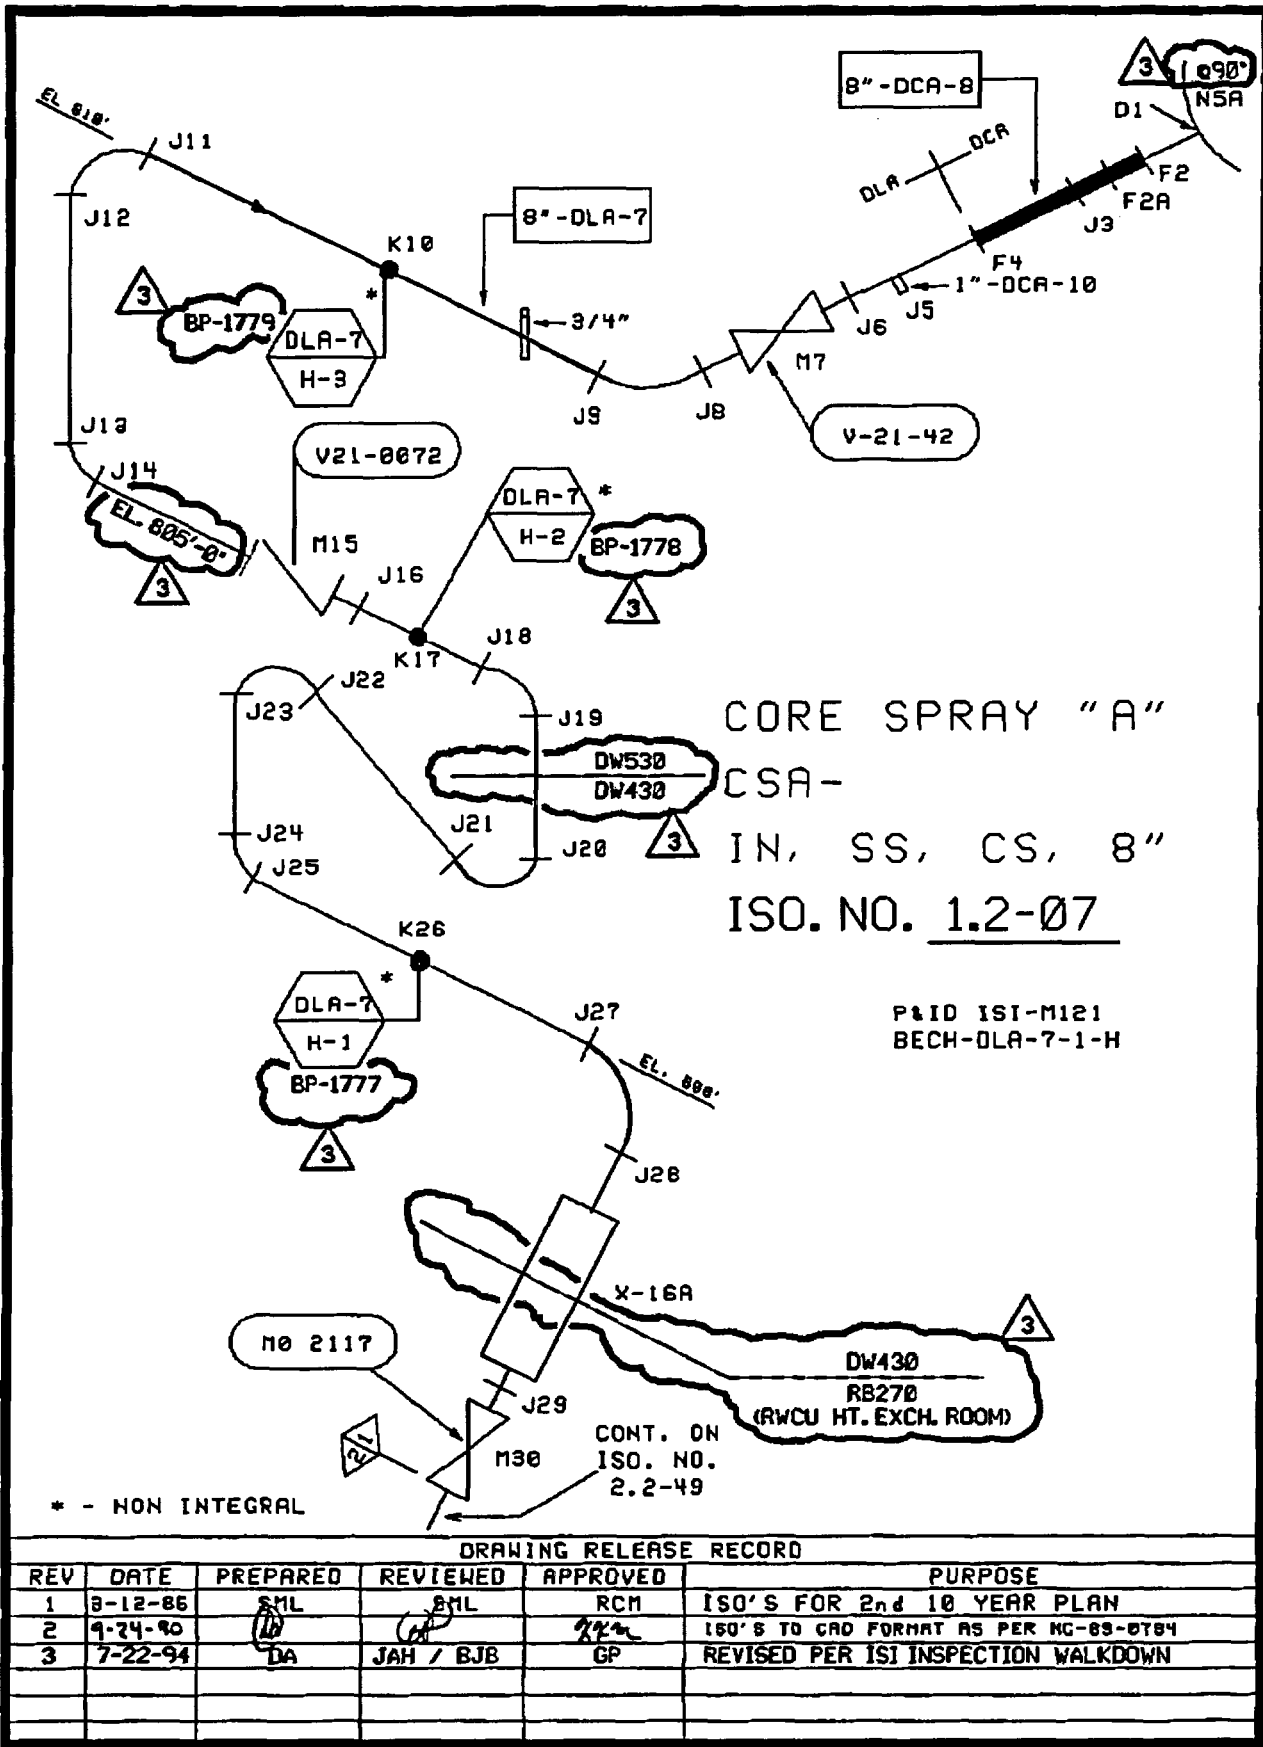 3
@90°
N5A
8"-DCA-8
D1
EL 818'
J11
DLA
DCA
F2
F2A
J3
J12
8"-DLA-7
K10
F4
1"-DCA-10
J5
J6
3
BP-1779
*
DLA-7
H-3
3/4"
M7
J9
J8
V-21-42
J13
J14
V21-0072
EL. 805'-0"
3
M15
DLA-7
*
H-2
BP-1778
3
J16
K17
J18
J22
J23
J19
CORE SPRAY "A"
DW530
DW430
CSA-
J21
3
J20
J24
J25
IN, SS, CS, 8"
ISO. NO. 1.2-07
K26
*
DLA-7
H-1
BP-1777
3
J27
P&ID ISI-M121
BECH-DLA-7-1-H
EL.
J28
X-16A
3
MO 2117
DW430
RB270
(RWCU HT. EXCH. ROOM)
J29
21
M30
CONT. ON
ISO. NO.
2.2-49
* - NON INTEGRAL
DRAWING RELEASE RECORD
REV DATE PREPARED REVIEWED APPROVED PURPOSE
1 3-12-86 SML BML RCM ISO'S FOR 2nd 10 YEAR PLAN
2 9-24-90 ISO'S TO CAD FORMAT AS PER NG-89-0784
3 7-22-94 DA JAH / BJB GP REVISED PER ISI INSPECTION WALKDOWN